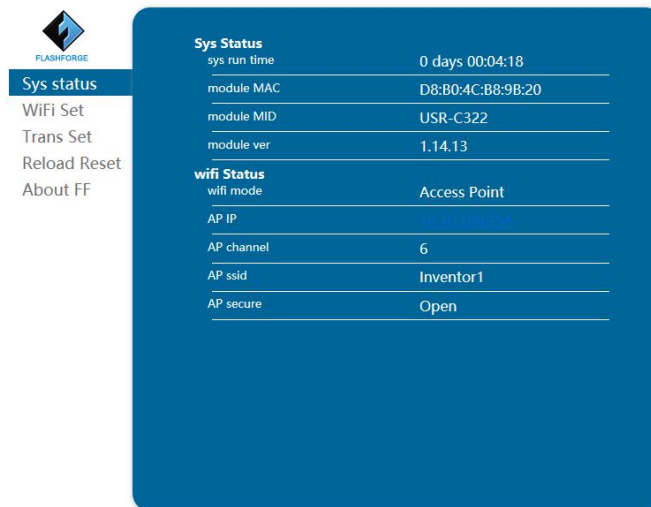 FLASHFORGE
Sys status
WiFi Set
Trans Set
Reload Reset
About FF
Sys Status
sys run time 0 days 00:04:18
module MAC D8:B0:4C:B8:9B:20
module MID USR-C322
module ver 1.14.13
wifi Status
wifi mode Access Point
AP IP
AP channel 6
AP ssid Inventor1
AP secure Open